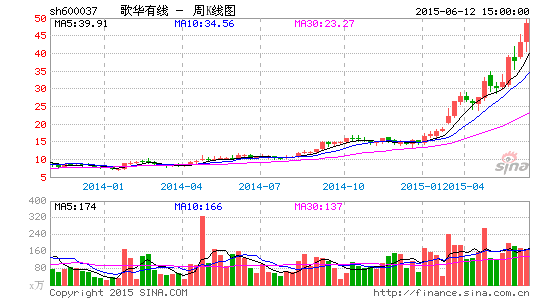 sh600037 歌华有线 - 周K线图 2015-06-12 15:00:00
MA5:39.91 MA10:34.56 MA30:23.27
50
45
40
35
30
25
20
15
10
5
sina
2014-01 2014-04 2014-07 2014-10 2015-01 2015-04
MA5:174 MA10:166 MA30:137
400
320
240
160
80
x万
Copyright 2015 SINA.COM http://finance.sina.com.cn